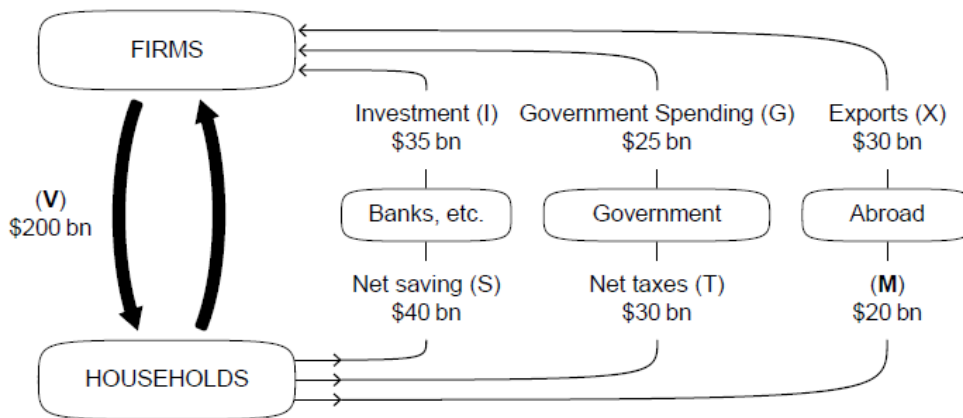 FIRMS
Investment (I)
$35 bn
Government Spending (G)
$25 bn
Exports (X)
$30 bn
(V)
$200 bn
Banks, etc.
Government
Abroad
Net saving (S)
$40 bn
Net taxes (T)
$30 bn
(M)
$20 bn
HOUSEHOLDS